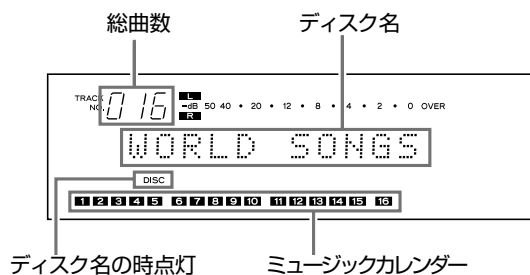 総曲数 ディスク名
TRACK NO. 016 L -dB R 50 40 • 20 • 12 • 8 • 4 • 2 • 0 OVER
WORLD SONGS
DISC
1 2 3 4 5 6 7 8 9 10 11 12 13 14 15 16
ディスク名の時点灯 ミュージックカレンダー